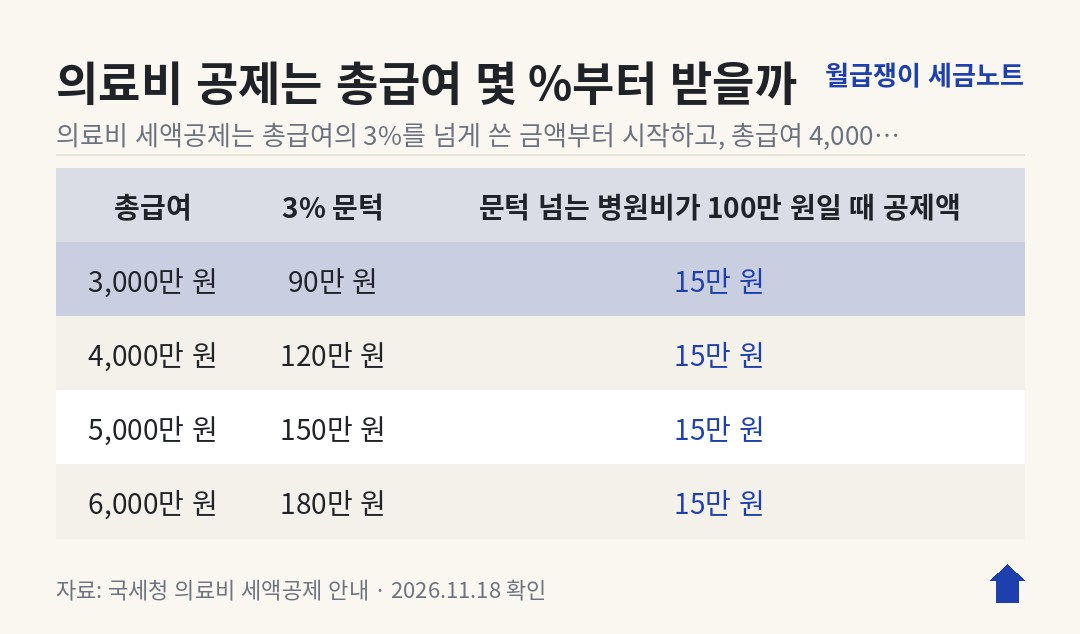 의료비 공제는 총급여 몇 %부터 받을까
월급쟁이 세금노트
의료비 세액공제는 총급여의 3%를 넘게 쓴 금액부터 시작하고, 총급여 4,000…
총급여 3% 문턱 문턱 넘는 병원비가 100만 원일 때 공제액
3,000만 원 90만 원 15만 원
4,000만 원 120만 원 15만 원
5,000만 원 150만 원 15만 원
6,000만 원 180만 원 15만 원
자료: 국세청 의료비 세액공제 안내 · 2026.11.18 확인